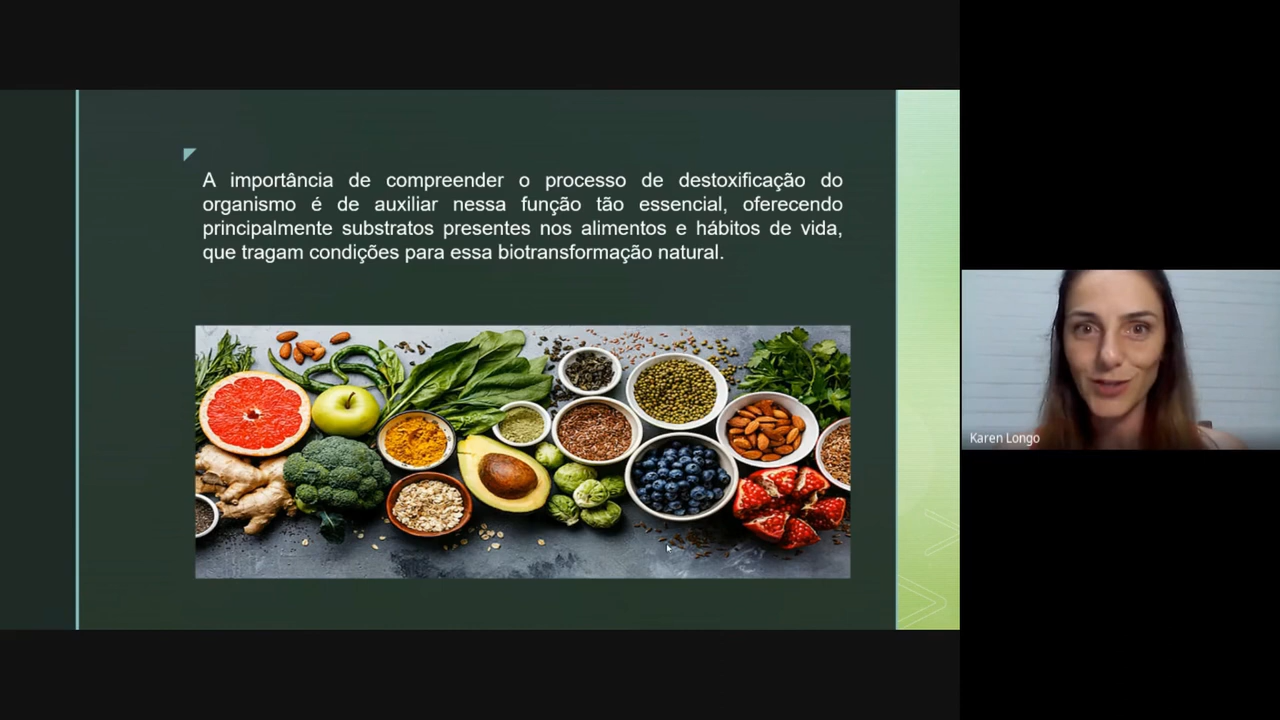 A importância de compreender o processo de destoxificação do
organismo é de auxiliar nessa função tão essencial, oferecendo
principalmente substratos presentes nos alimentos e hábitos de vida,
que tragam condições para essa biotransformação natural.
Karen Longo